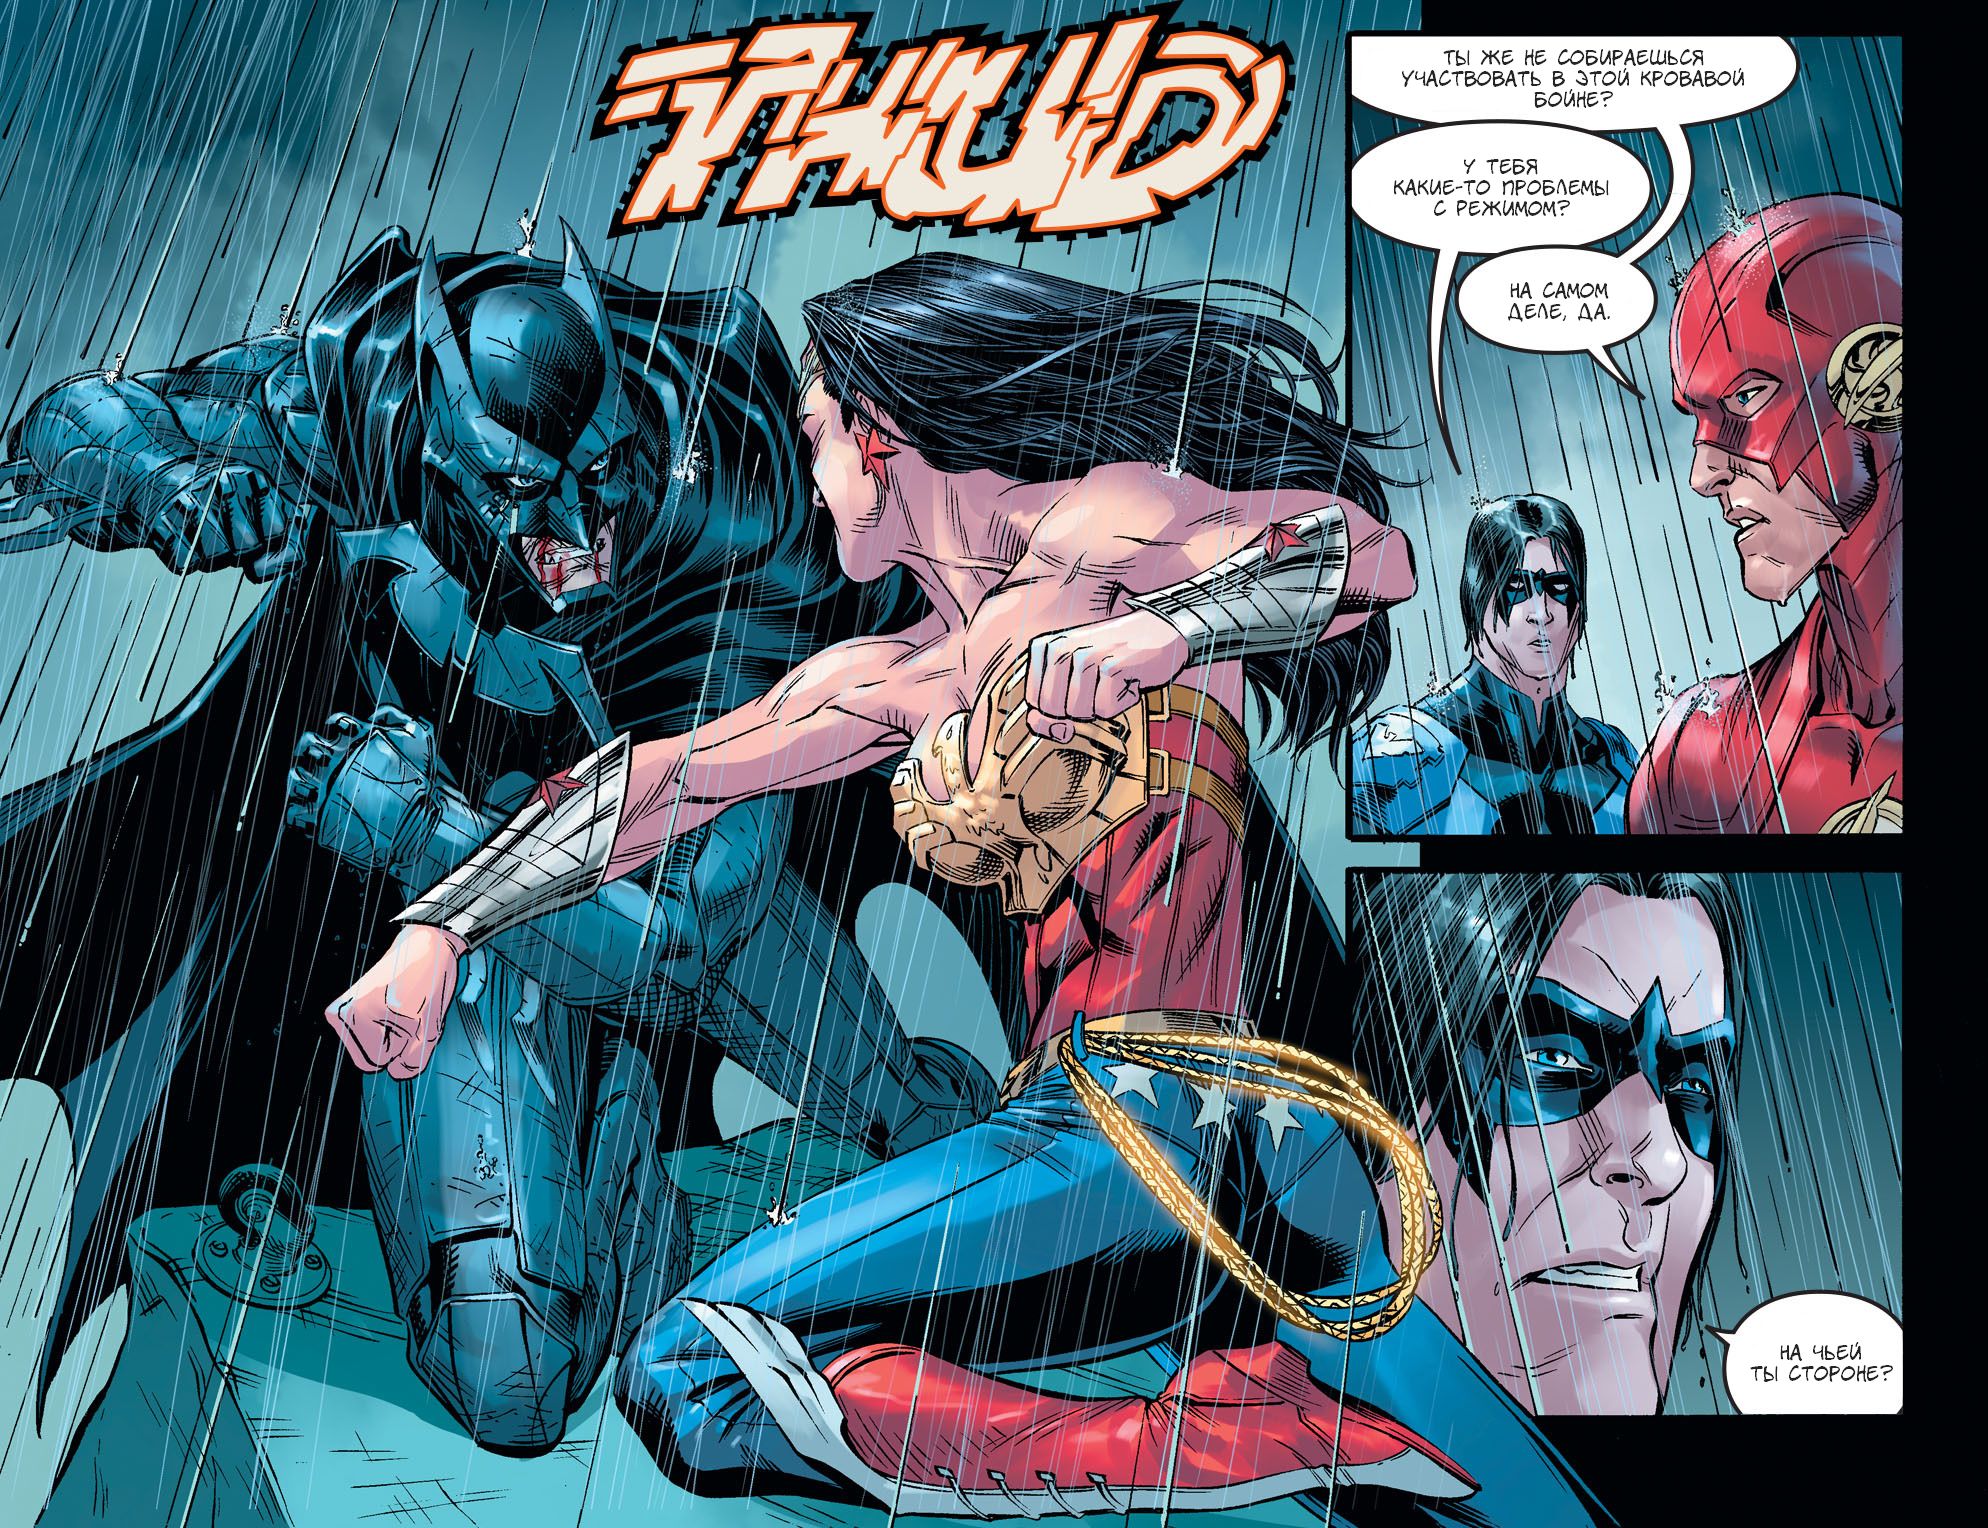 THUD
ТЫ ЖЕ НЕ СОБИРАЕШЬСЯ
УЧАСТВОВАТЬ В ЭТОЙ КРОВАВОЙ
БОЙНЕ?
У ТЕБЯ
КАКИЕ-ТО ПРОБЛЕМЫ
С РЕЖИМОМ?
НА САМОМ
ДЕЛЕ, ДА.
НА ЧЬЕЙ
ТЫ СТОРОНЕ?